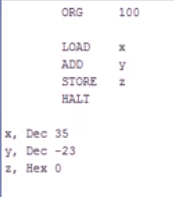 ORG 100
LOAD x
ADD y
STORE z
HALT
x, Dec 35
y, Dec -23
z, Hex 0